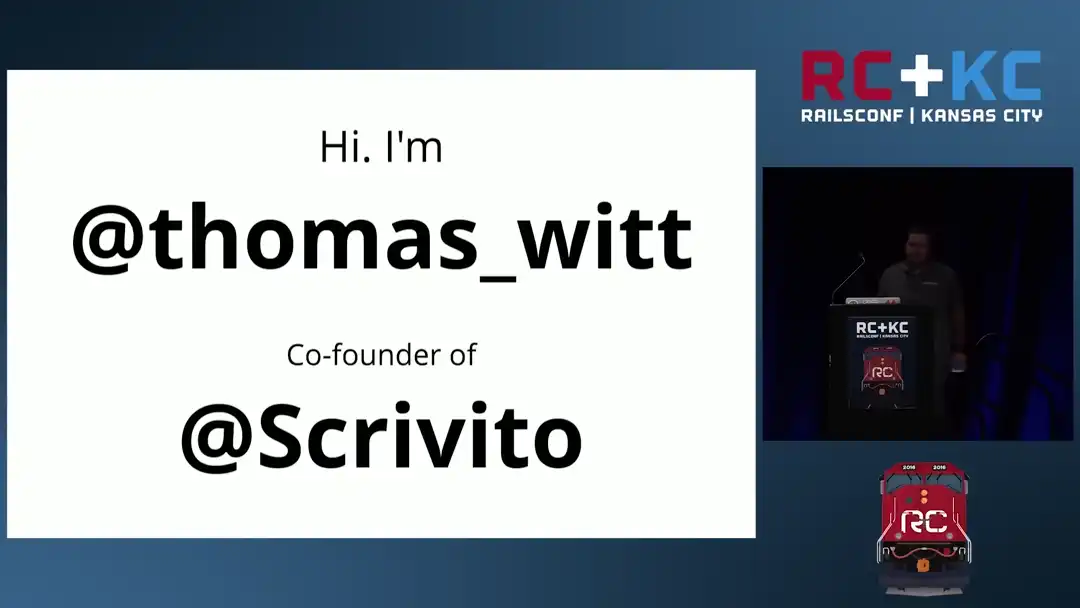 Hi. I'm
@thomas_witt
Co-founder of
@Scrivito
RC+KC
RAILSCONF | KANSAS CITY
RC+KC
RAILSCONF | KANSAS CITY
RC
2016 2016
RC